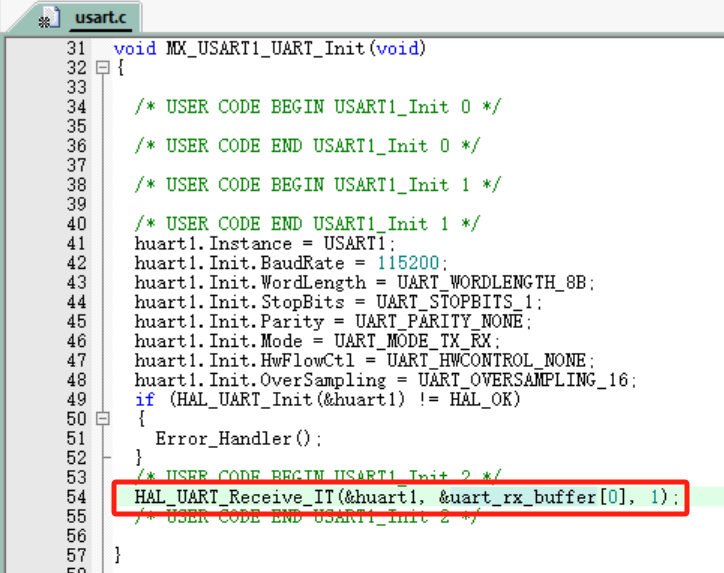 usart.c
31 void MX_USART1_UART_Init(void)
32 {
33
34 /* USER CODE BEGIN USART1_Init 0 */
35
36 /* USER CODE END USART1_Init 0 */
37
38 /* USER CODE BEGIN USART1_Init 1 */
39
40 /* USER CODE END USART1_Init 1 */
41 huart1.Instance = USART1;
42 huart1.Init.BaudRate = 115200;
43 huart1.Init.WordLength = UART_WORDLENGTH_8B;
44 huart1.Init.StopBits = UART_STOPBITS_1;
45 huart1.Init.Parity = UART_PARITY_NONE;
46 huart1.Init.Mode = UART_MODE_TX_RX;
47 huart1.Init.HwFlowCtl = UART_HWCONTROL_NONE;
48 huart1.Init.OverSampling = UART_OVERSAMPLING_16;
49 if (HAL_UART_Init(&huart1) != HAL_OK)
50 {
51 Error_Handler();
52 }
53 /* USER CODE BEGIN USART1_Init 2 */
54 HAL_UART_Receive_IT(&huart1, &uart_rx_buffer[0], 1);
55 /* USER CODE END USART1_Init 2 */
56
57 }